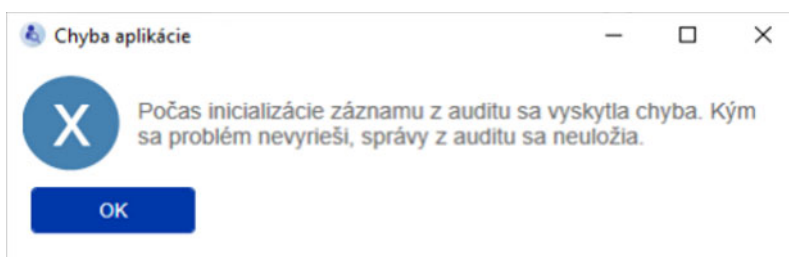 Chyba aplikácie
Počas inicializácie záznamu z auditu sa vyskytla chyba. Kým
sa problém nevyrieši, správy z auditu sa neuložia.
OK